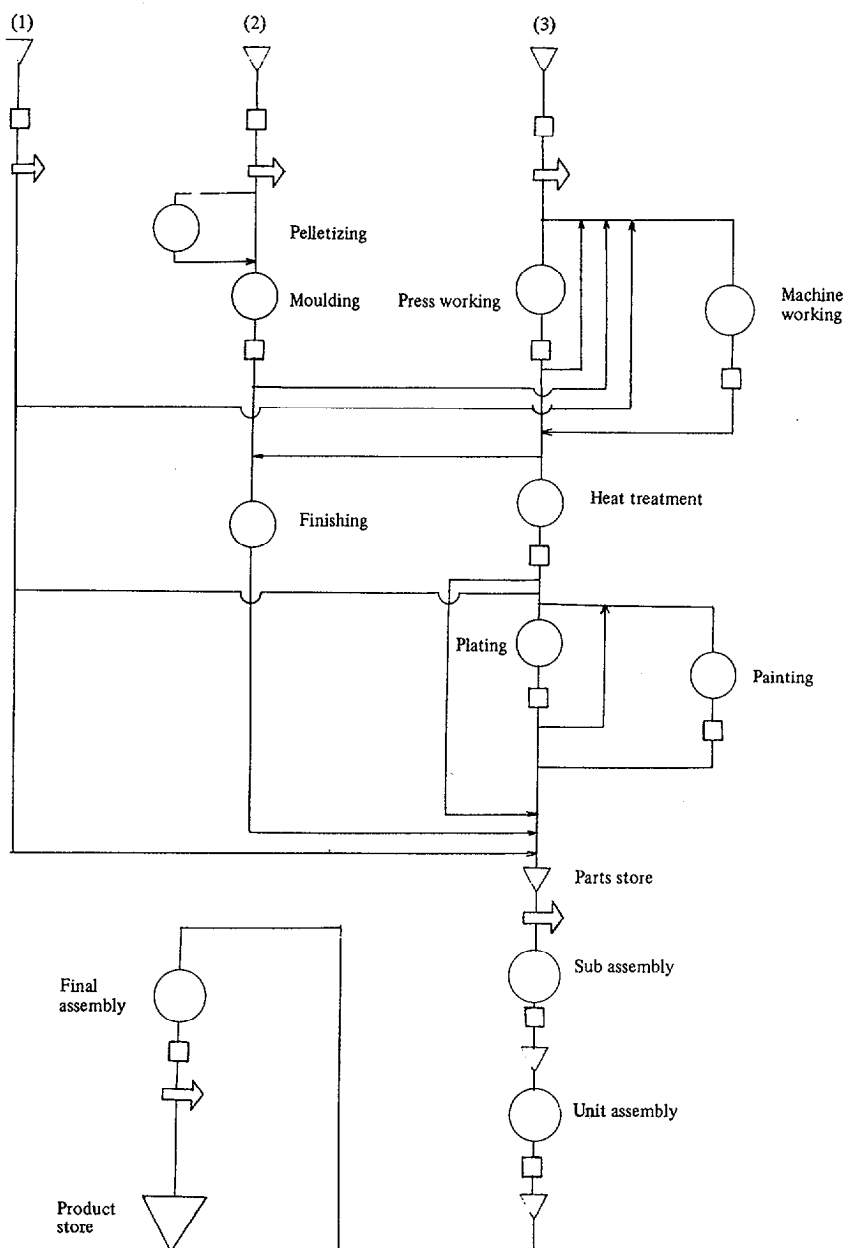 (1)
(2)
(3)
Pelletizing
Moulding
Press working
Machine
working
Finishing
Heat treatment
Plating
Painting
Parts store
Sub assembly
Final
assembly
Unit assembly
Product
store